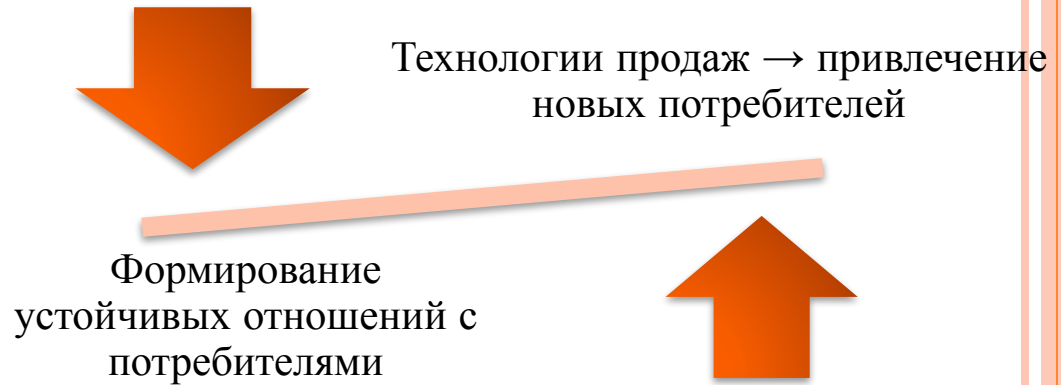 Технологии продаж → привлечение
новых потребителей
Формирование
устойчивых отношений с
потребителями